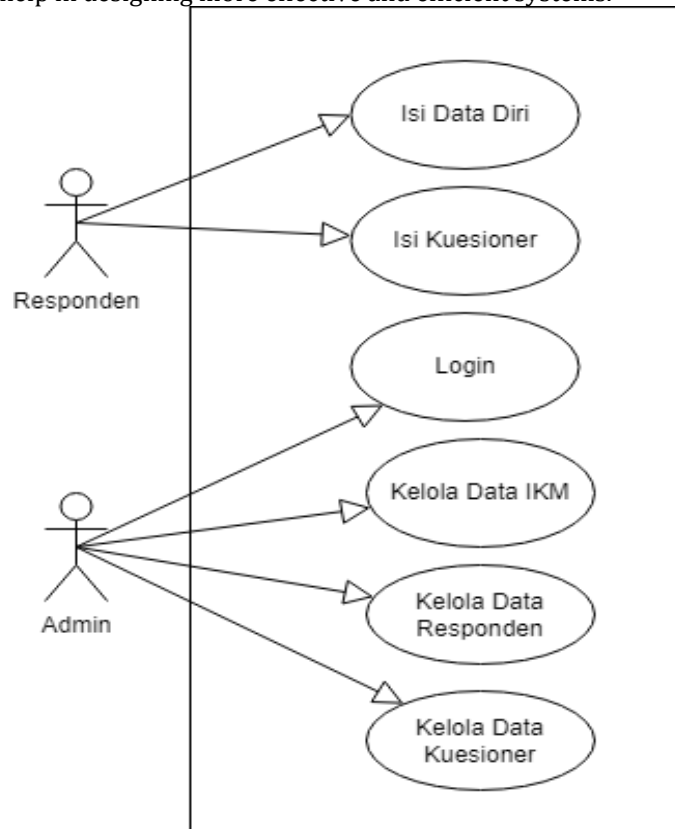 help in designing more effective and efficient systems.
Isi Data Diri
Isi Kuesioner
Responden
Login
Kelola Data IKM
Kelola Data
Responden
Admin
Kelola Data
Kuesioner